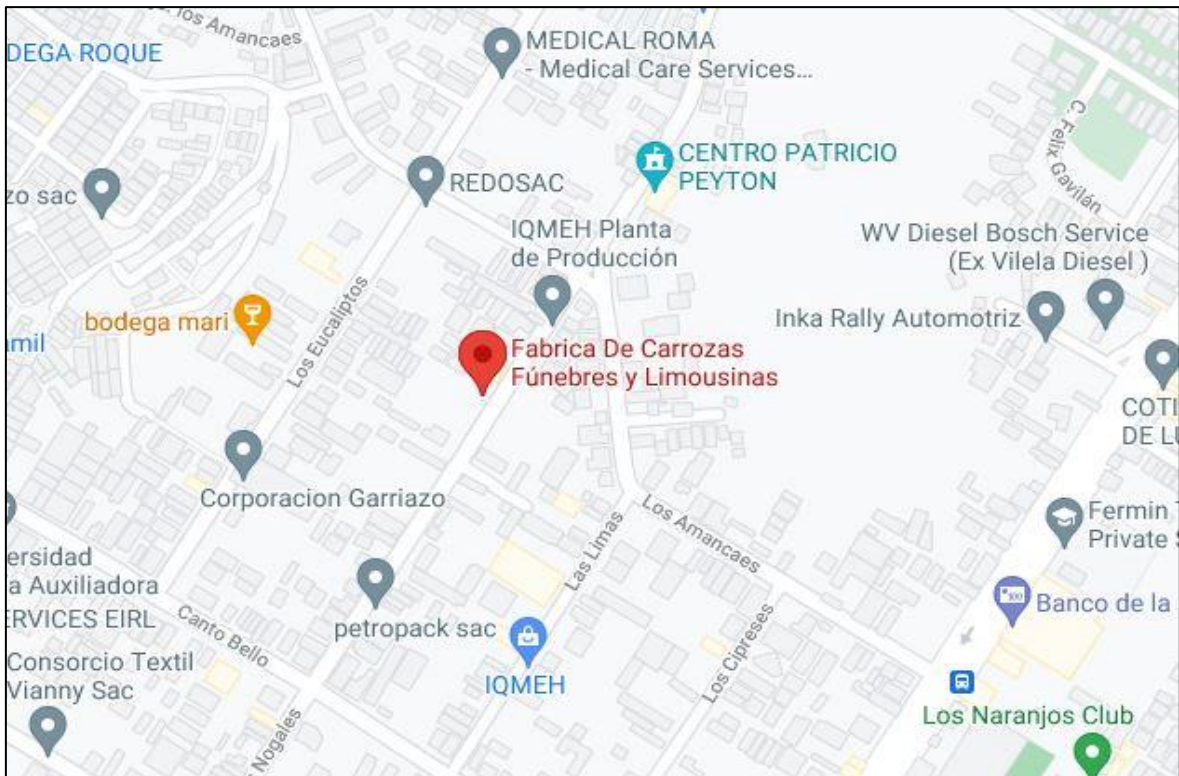 los Amancaes
DEGA ROQUE
MEDICAL ROMA
- Medical Care Services...
CENTRO PATRICIO
PEYTON
C. Felix Gavilán
zo sac
REDOSAC
IQMEH Planta
de Producción
WV Diesel Bosch Service
(Ex Vilela Diesel )
bodega mari
Los Eucaliptos
Inka Rally Automotriz
amil
Fabrica De Carrozas
Fúnebres y Limousinas
COTI
DE LU
Corporacion Garriazo
Los Amancaes
Fermin T
Private S
ersidad
a Auxiliadora
ERVICES EIRL
Las Limas
Canto Bello
petropack sac
Banco de la
Los Cipreses
Consorcio Textil
Vianny Sac
IQMEH
Los Naranjos Club
Nogales